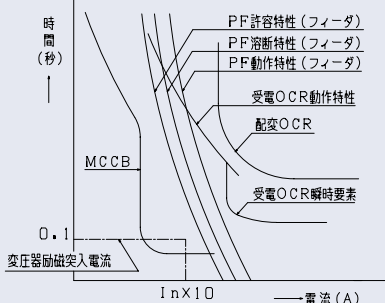 時間(秒)
PF許容特性(フィーダ)
PF溶断特性(フィーダ)
PF動作特性(フィーダ)
受電OCR動作特性
配変OCR
MCCB
受電OCR瞬時要素
0.1
変圧器励磁突入電流
InX10
電流(A)